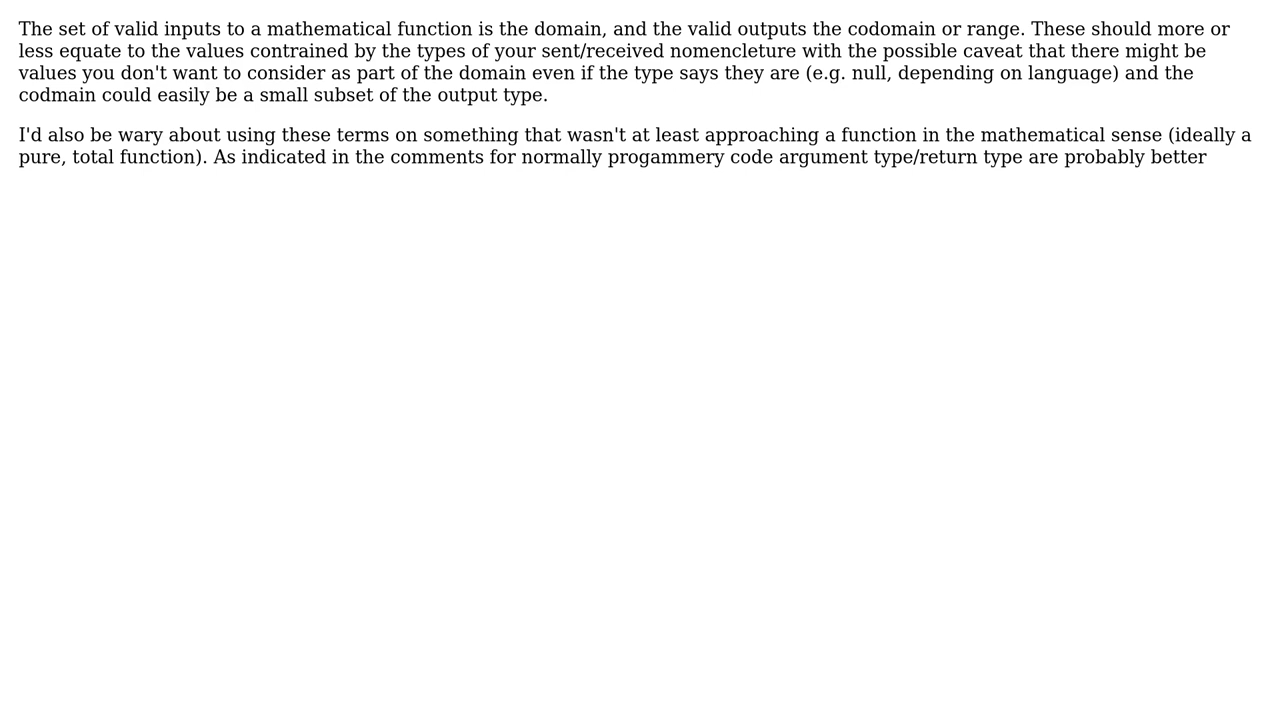 The set of valid inputs to a mathematical function is the domain, and the valid outputs the codomain or range. These should more or
less equate to the values contrained by the types of your sent/received nomencleture with the possible caveat that there might be
values you don't want to consider as part of the domain even if the type says they are (e.g. null, depending on language) and the
codmain could easily be a small subset of the output type.
I'd also be wary about using these terms on something that wasn't at least approaching a function in the mathematical sense (ideally a
pure, total function). As indicated in the comments for normally progammery code argument type/return type are probably better